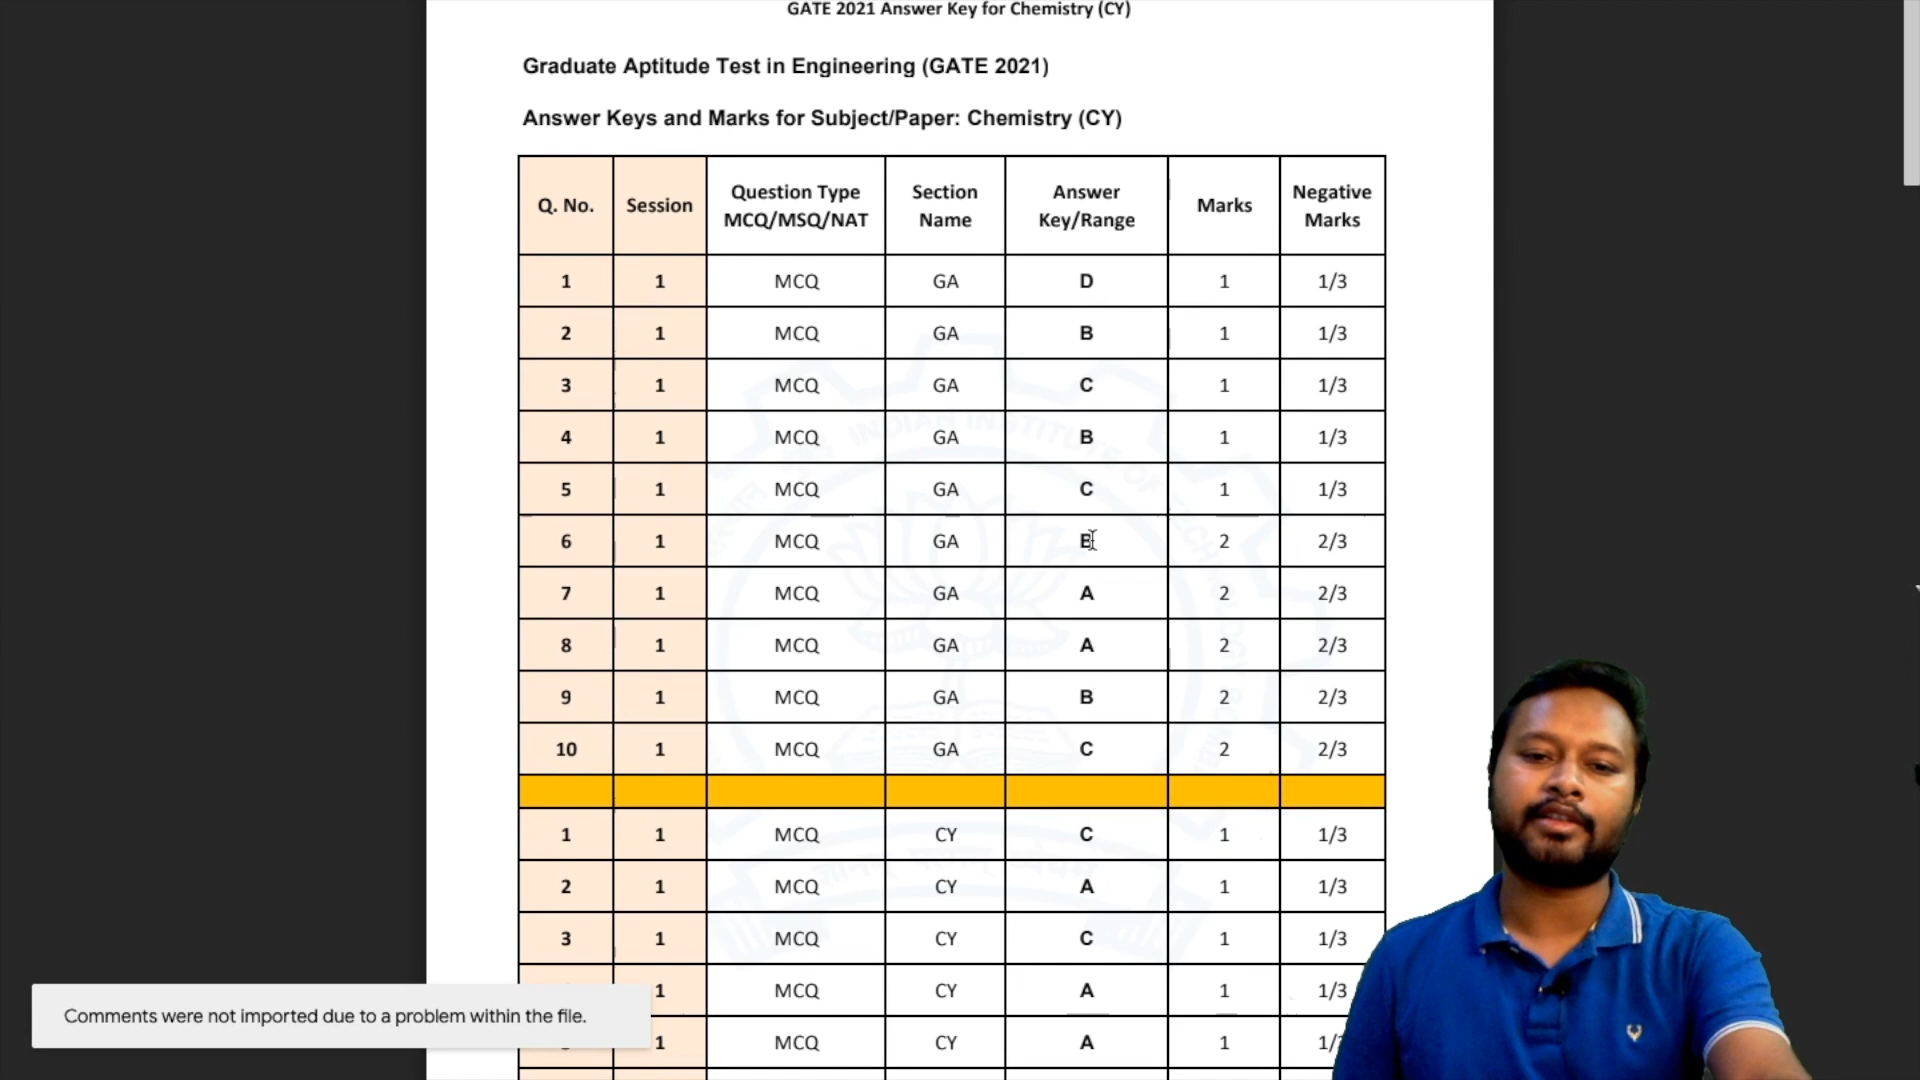 GATE 2021 Answer Key for Chemistry (CY)
Graduate Aptitude Test in Engineering (GATE 2021)
Answer Keys and Marks for Subject/Paper: Chemistry (CY)
Q. No. Session Question Type MCQ/MSQ/NAT Section Name Answer Key/Range Marks Negative Marks
1 1 MCQ GA D 1 1/3
2 1 MCQ GA B 1 1/3
3 1 MCQ GA C 1 1/3
4 1 MCQ GA B 1 1/3
5 1 MCQ GA C 1 1/3
6 1 MCQ GA B 2 2/3
7 1 MCQ GA A 2 2/3
8 1 MCQ GA A 2 2/3
9 1 MCQ GA B 2 2/3
10 1 MCQ GA C 2 2/3
1 1 MCQ CY C 1 1/3
2 1 MCQ CY A 1 1/3
3 1 MCQ CY C 1 1/3
1 MCQ CY A 1 1/3
1 MCQ CY A 1
Comments were not imported due to a problem within the file.
INDIAN INSTITUTE OF TECHNOLOGY